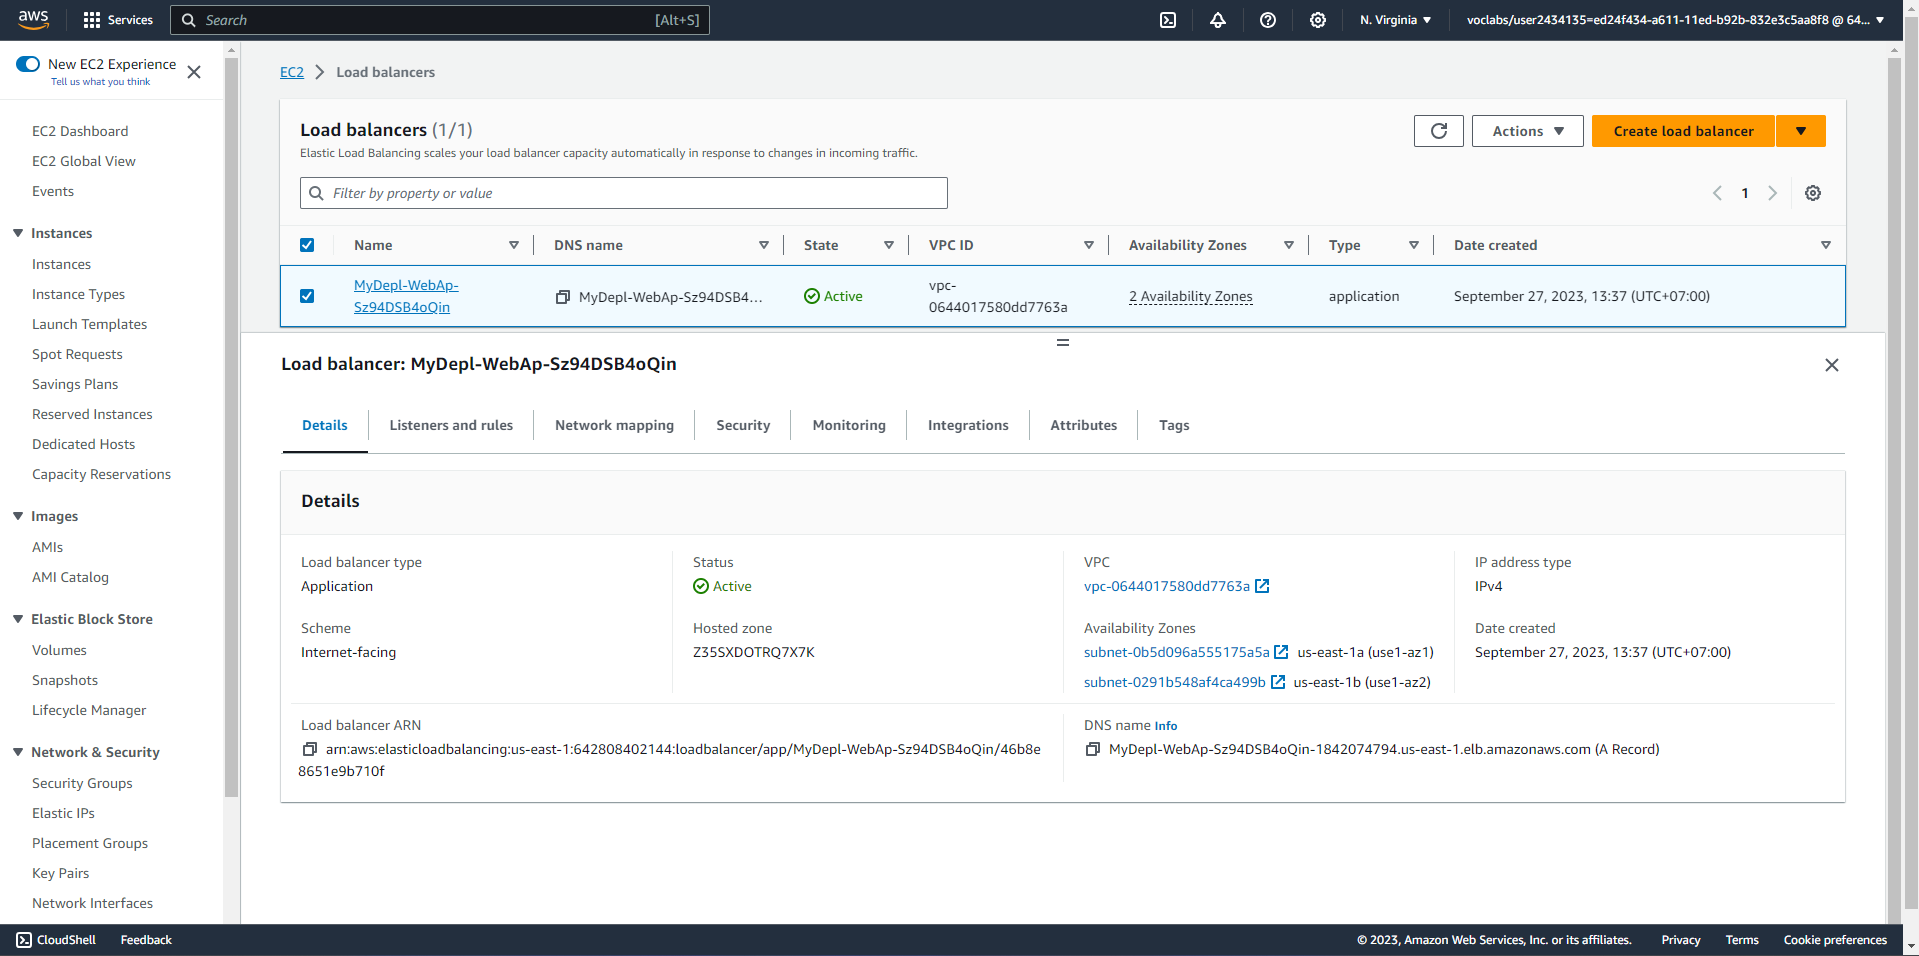 aws
Services
Search
[Alt+S]
N. Virginia
voclabs/user2434135=ed24f434-a611-11ed-b92b-832e3c5aa8f8 @ 64...
New EC2 Experience
Tell us what you think
EC2 Dashboard
EC2 Global View
Events
Instances
Instances
Instance Types
Launch Templates
Spot Requests
Savings Plans
Reserved Instances
Dedicated Hosts
Capacity Reservations
Images
AMIs
AMI Catalog
Elastic Block Store
Volumes
Snapshots
Lifecycle Manager
Network & Security
Security Groups
Elastic IPs
Placement Groups
Key Pairs
Network Interfaces
EC2
Load balancers
Load balancers (1/1)
Elastic Load Balancing scales your load balancer capacity automatically in response to changes in incoming traffic.
Actions
Create load balancer
Filter by property or value
1
Name
DNS name
State
VPC ID
Availability Zones
Type
Date created
MyDepl-WebAp-
Sz94DSB4oQin
MyDepl-WebAp-Sz94DSB4...
Active
vpc-
0644017580dd7763a
2 Availability Zones
application
September 27, 2023, 13:37 (UTC+07:00)
Load balancer: MyDepl-WebAp-Sz94DSB4oQin
Details
Listeners and rules
Network mapping
Security
Monitoring
Integrations
Attributes
Tags
Details
Load balancer type
Application
Status
Active
VPC
vpc-0644017580dd7763a
IP address type
IPv4
Scheme
Internet-facing
Hosted zone
Z35SXDOTRQ7X7K
Availability Zones
subnet-0b5d096a555175a5a us-east-1a (use1-az1)
subnet-0291b548af4ca499b us-east-1b (use1-az2)
Date created
September 27, 2023, 13:37 (UTC+07:00)
Load balancer ARN
arn:aws:elasticloadbalancing:us-east-1:642808402144:loadbalancer/app/MyDepl-WebAp-Sz94DSB4oQin/46b8e
8651e9b710f
DNS name Info
MyDepl-WebAp-Sz94DSB4oQin-1842074794.us-east-1.elb.amazonaws.com (A Record)
CloudShell
Feedback
© 2023, Amazon Web Services, Inc. or its affiliates.
Privacy
Terms
Cookie preferences